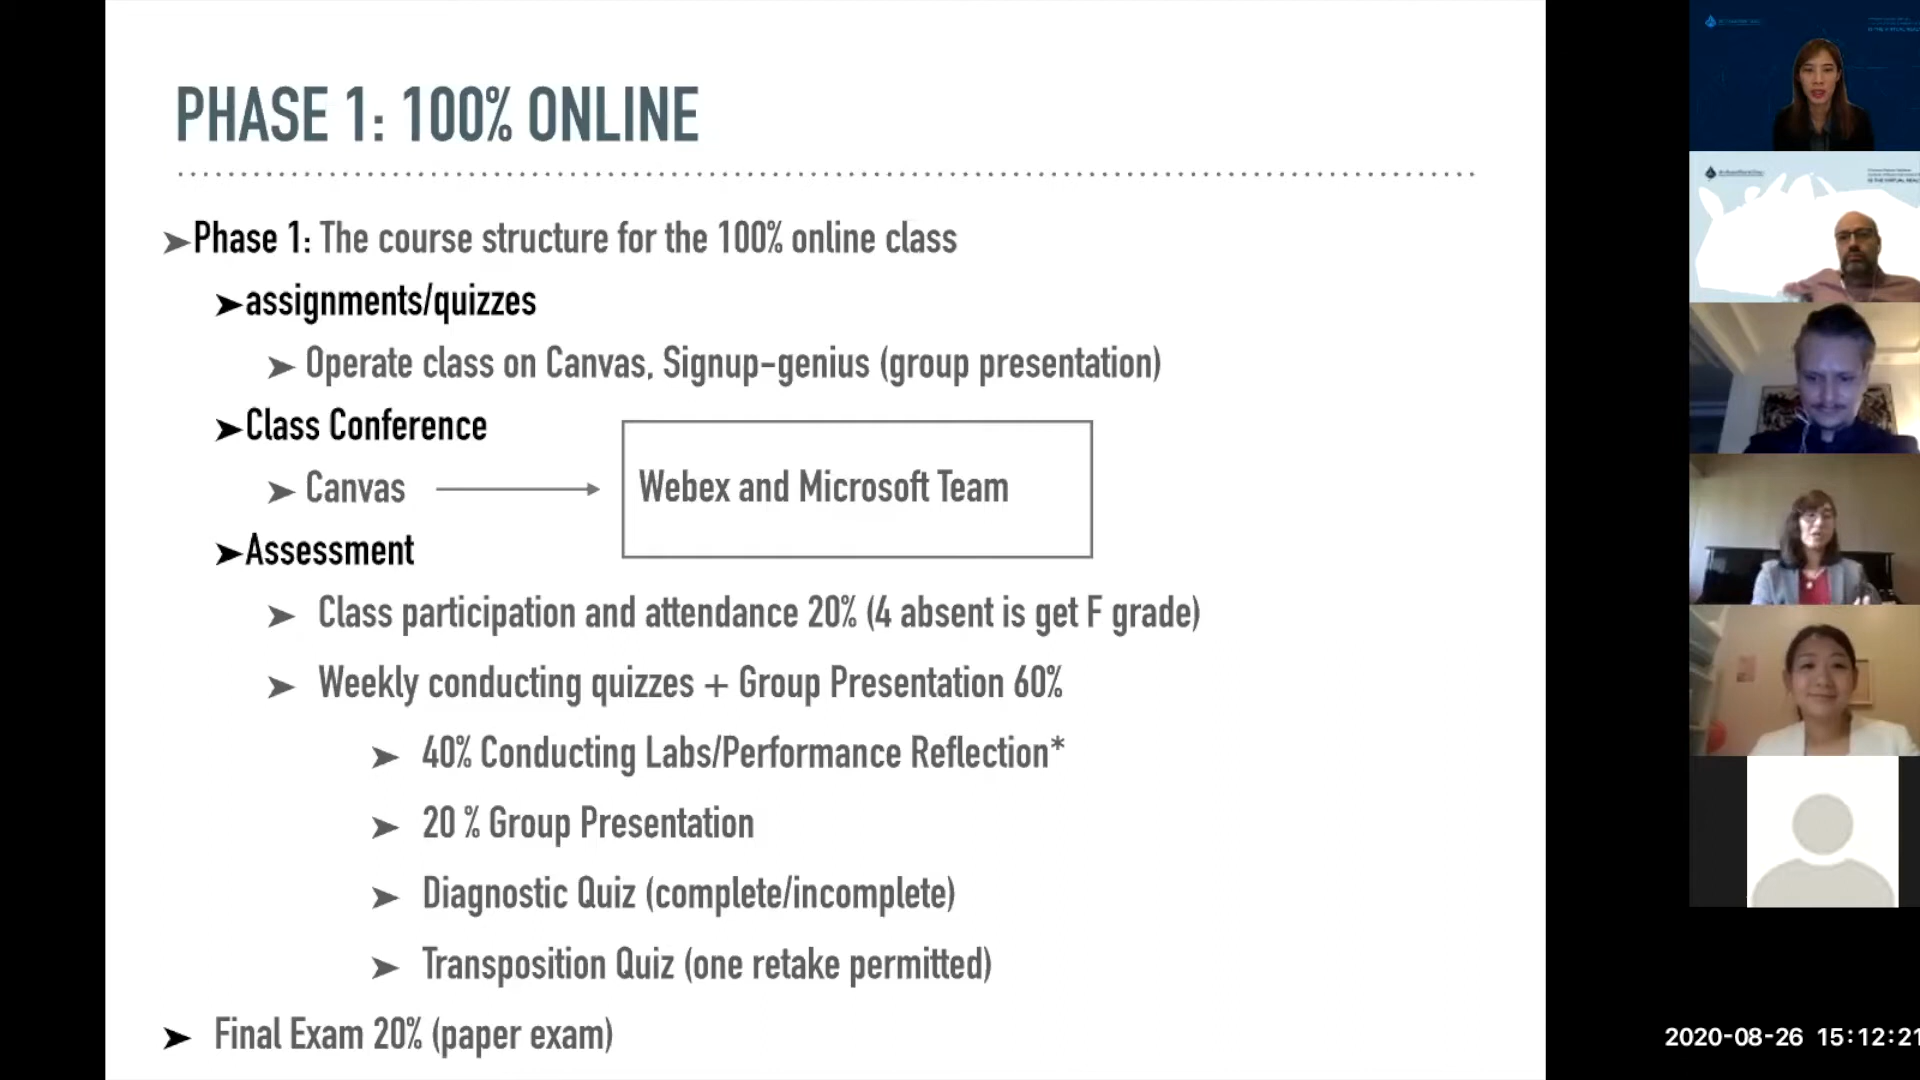 PHASE 1: 100% ONLINE
➤Phase 1: The course structure for the 100% online class
➤assignments/quizzes
➤ Operate class on Canvas, Signup-genius (group presentation)
➤Class Conference
➤ Canvas
Webex and Microsoft Team
➤Assessment
➤ Class participation and attendance 20% (4 absent is get F grade)
➤ Weekly conducting quizzes + Group Presentation 60%
➤ 40% Conducting Labs/Performance Reflection*
➤ 20 % Group Presentation
➤ Diagnostic Quiz (complete/incomplete)
➤ Transposition Quiz (one retake permitted)
➤ Final Exam 20% (paper exam)
2020-08-26 15:12:21